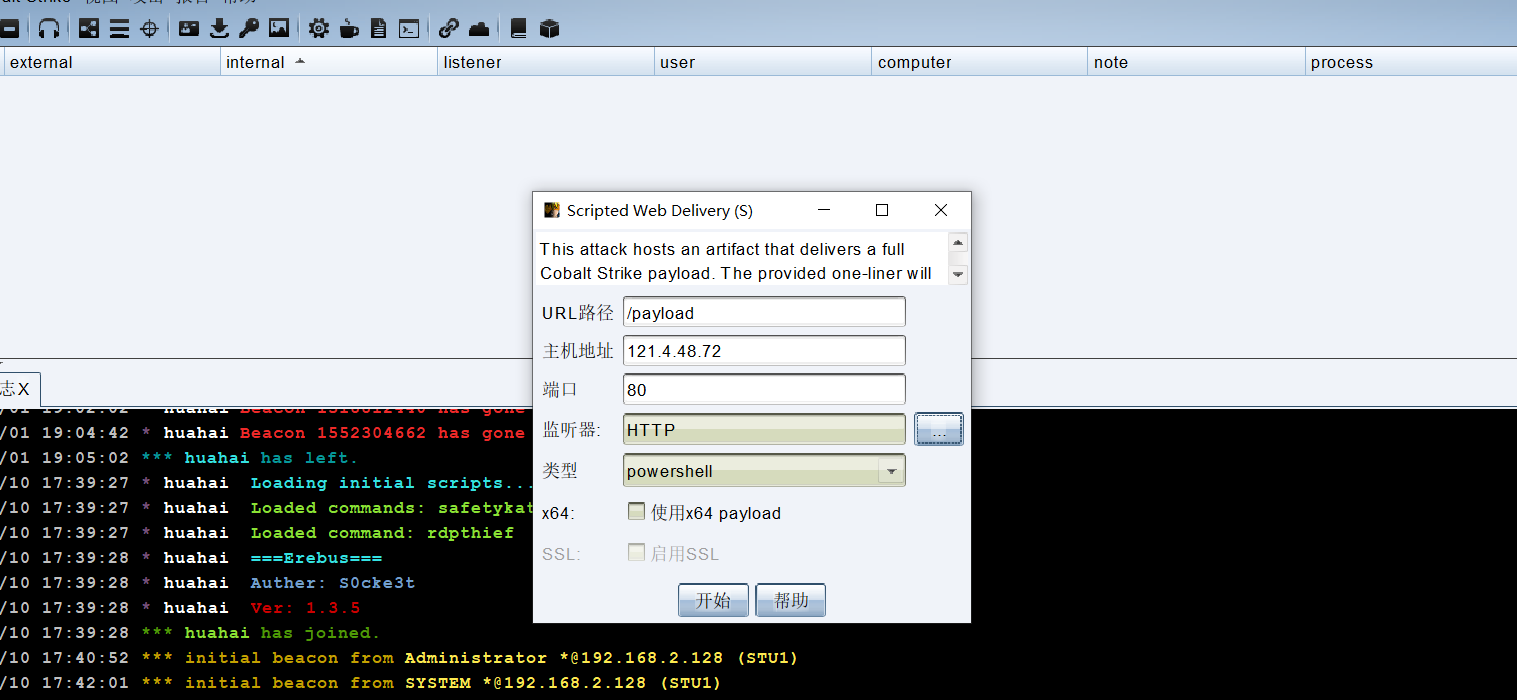 external internal listener user computer note process
Scripted Web Delivery (S)
This attack hosts an artifact that delivers a full
Cobalt Strike payload. The provided one-liner will
URL路径 /payload
主机地址 121.4.48.72
端口 80
监听器: HTTP ...
类型 powershell
x64: 使用x64 payload
SSL: 启用SSL
开始 帮助
志 X
/01 19:04:42 * huahai Beacon 1552304662 has gone
/01 19:05:02 *** huahai has left.
/10 17:39:27 * huahai Loading initial scripts...
/10 17:39:27 * huahai Loaded commands: safetykat
/10 17:39:27 * huahai Loaded command: rdpthief
/10 17:39:28 * huahai ===Erebus===
/10 17:39:28 * huahai Auther: S0cke3t
/10 17:39:28 * huahai Ver: 1.3.5
/10 17:39:28 *** huahai has joined.
/10 17:40:52 *** initial beacon from Administrator *@192.168.2.128 (STU1)
/10 17:42:01 *** initial beacon from SYSTEM *@192.168.2.128 (STU1)